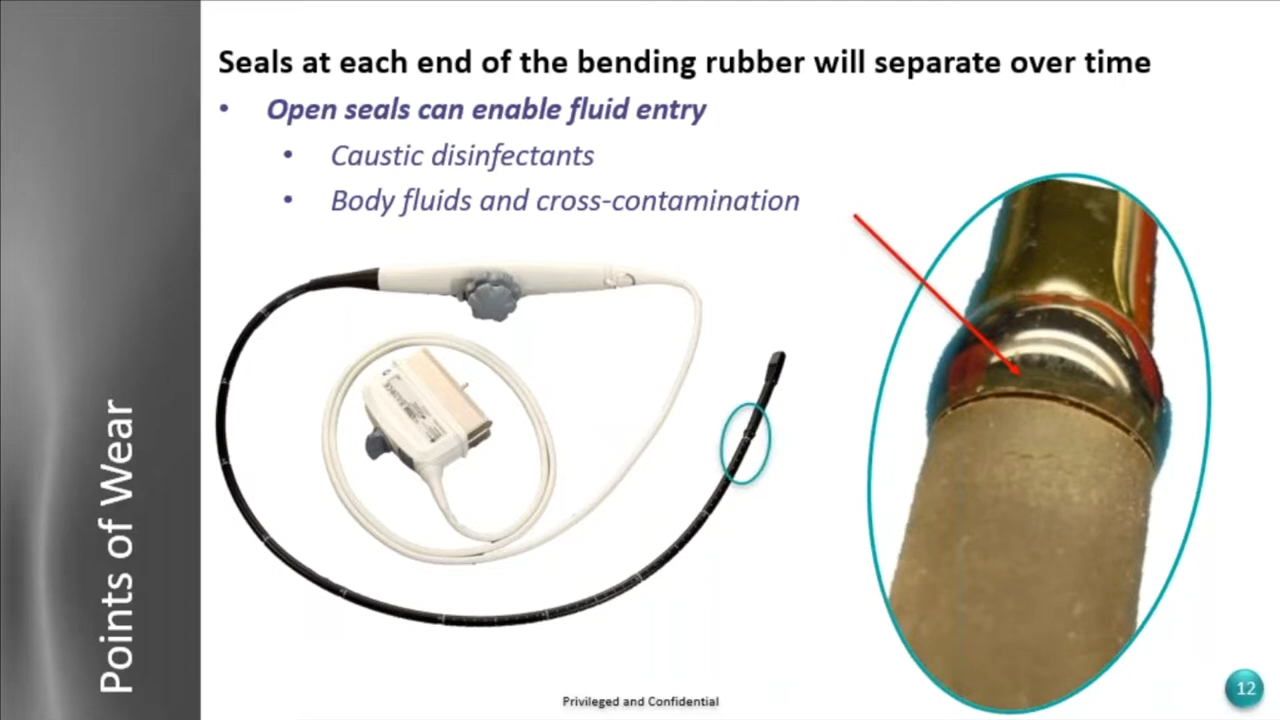 Seals at each end of the bending rubber will separate over time
• Open seals can enable fluid entry
• Caustic disinfectants
• Body fluids and cross-contamination
Points of Wear
Privileged and Confidential
12